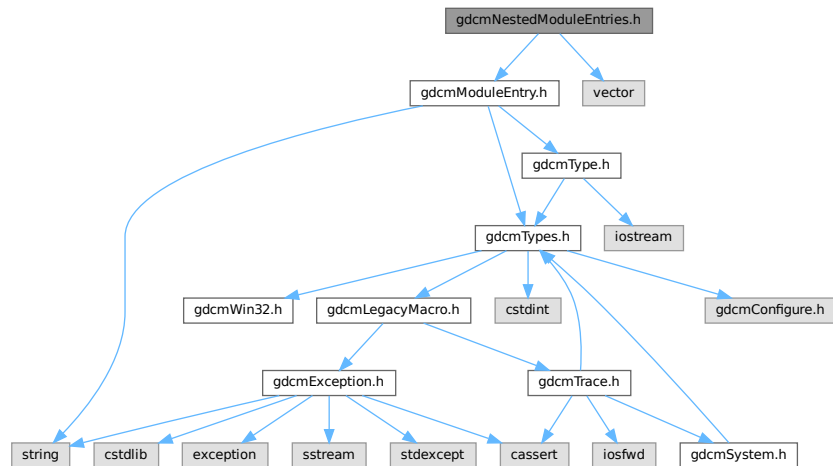 gdcmNestedModuleEntries.h
gdcmModuleEntry.h
vector
gdcmType.h
gdcmTypes.h
iostream
gdcmWin32.h
gdcmLegacyMacro.h
cstdint
gdcmConfigure.h
gdcmException.h
gdcmTrace.h
string
cstdlib
exception
sstream
stdexcept
cassert
iosfwd
gdcmSystem.h